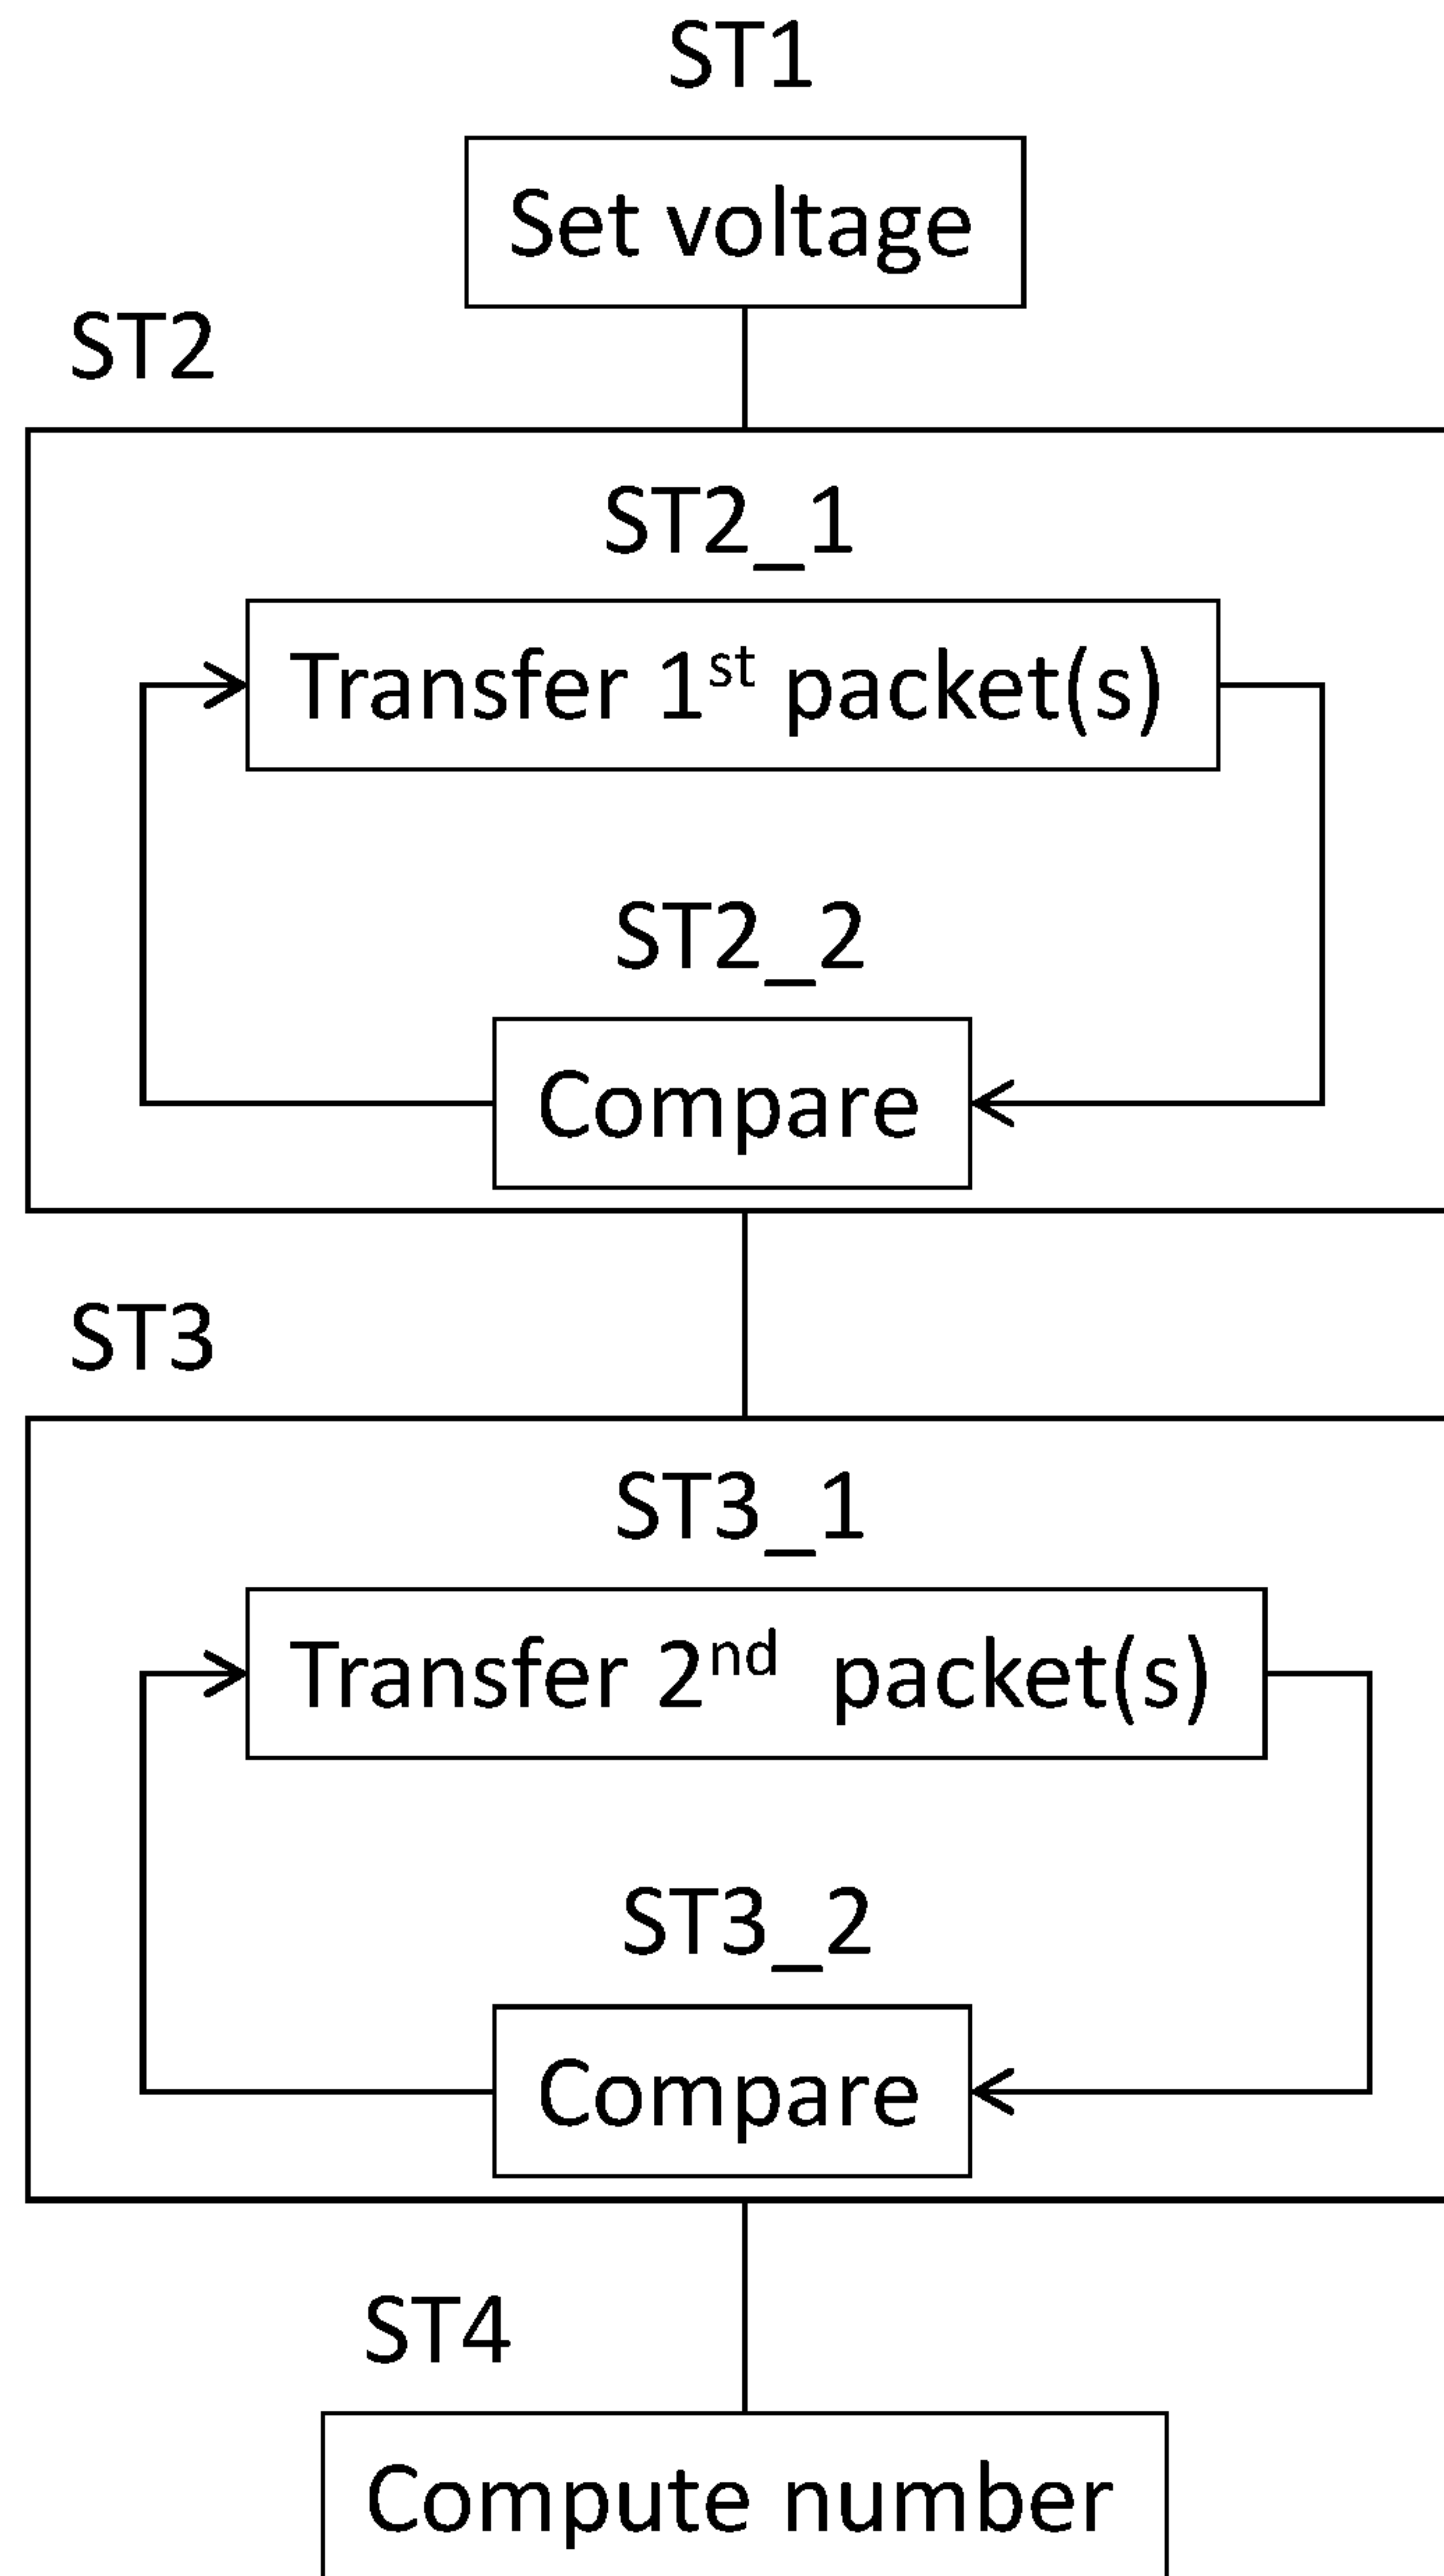 ST1
Set voltage
ST2
ST2_1
Transfer 1st packet(s)
ST2_2
Compare
ST3
ST3_1
Transfer 2nd packet(s)
ST3_2
Compare
ST4
Compute number